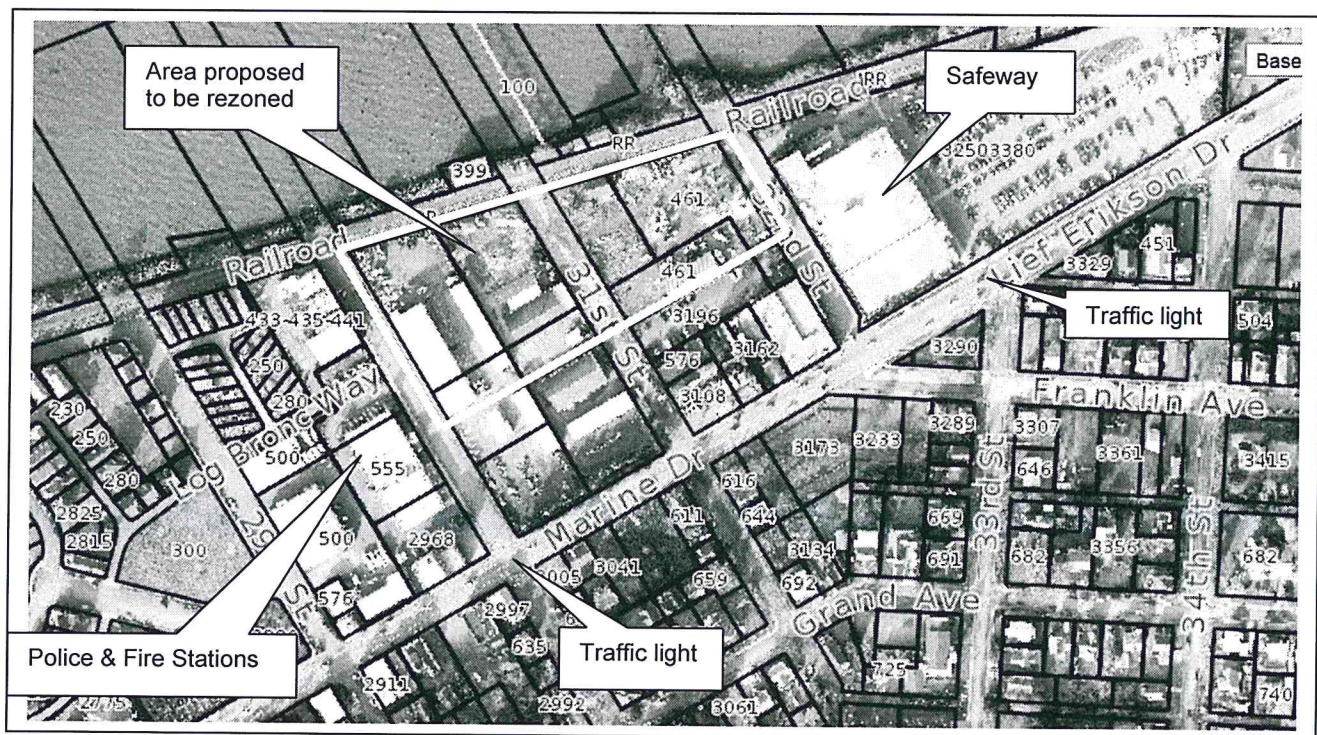 Area proposed
to be rezoned
Safeway
Base
100
RR
Railroad
RR
399
32503380
461
32nd St
Lief Erikson Dr
451
3329
Railroad
433-435-441
461
31st St
3196
Traffic light
504
250
576
3162
3290
280
3108
Franklin Ave
230
250
Log Bronc Way
500
555
3173
3233
3289
3307
3361
3415
280
616
646
2825
2815
300
29 St
500
2968
Marine Dr
611
644
669
33rd St
682
3356
34th St
682
3041
3134
691
576
2997
659
692
Grand Ave
Police & Fire Stations
635
Traffic light
725
2911
2992
3061
740
2775